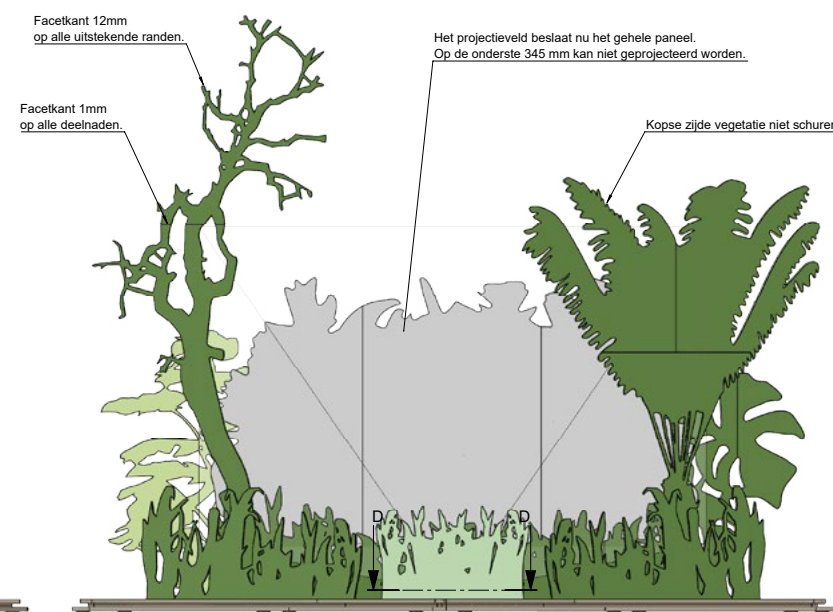 Facetkant 12mm
op alle uitstekende randen.
Het projectieveld beslaat nu het gehele paneel.
Op de onderste 345 mm kan niet geprojecteerd worden.
Facetkant 1mm
op alle deelnaden.
Kopse zijde vegetatie niet schuren
D D